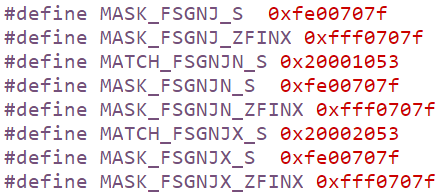 #define MASK_FSGNJ_S  0xfe00707f
#define MASK_FSGNJ_ZFINX 0xfff0707f
#define MATCH_FSGNJN_S 0x20001053
#define MASK_FSGNJN_S  0xfe00707f
#define MASK_FSGNJN_ZFINX 0xfff0707f
#define MATCH_FSGNJX_S 0x20002053
#define MASK_FSGNJX_S  0xfe00707f
#define MASK_FSGNJX_ZFINX 0xfff0707f